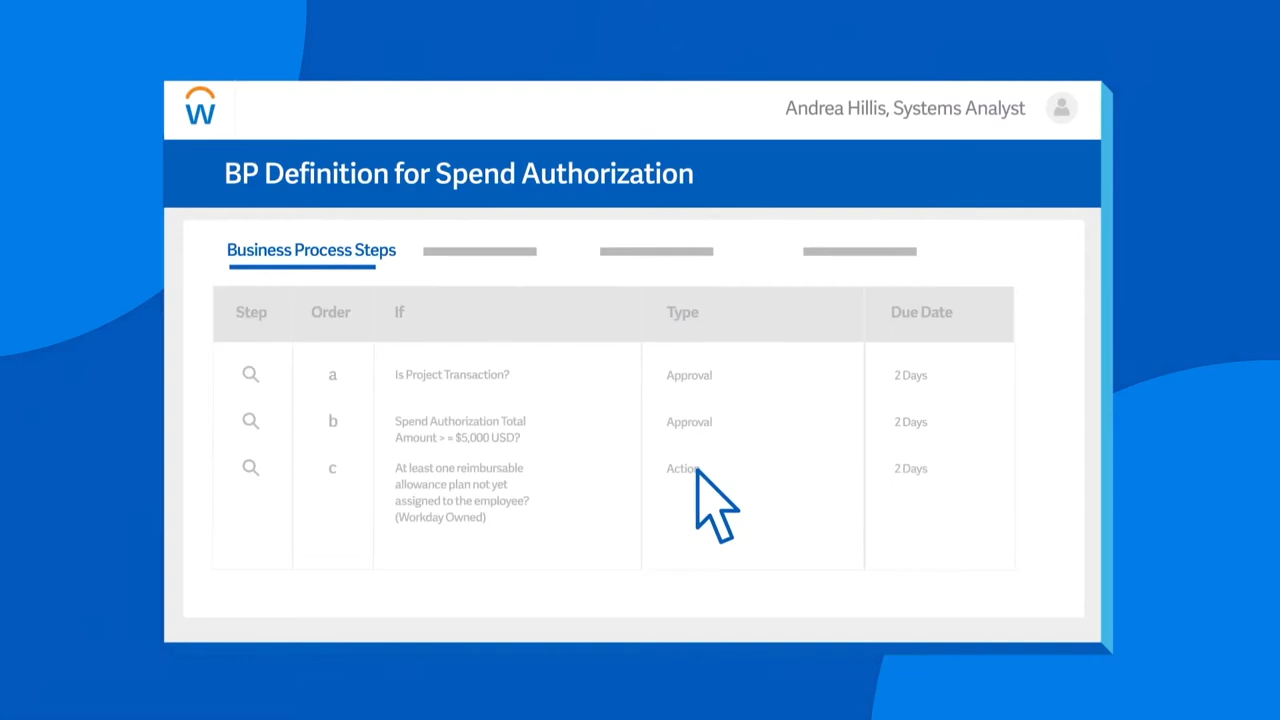 W
Andrea Hillis, Systems Analyst
BP Definition for Spend Authorization
Business Process Steps
Step Order If Type Due Date
a Is Project Transaction? Approval 2 Days
b Spend Authorization Total Approval 2 Days
Amount > = $5,000 USD?
c At least one reimbursable Action 2 Days
allowance plan not yet
assigned to the employee?
(Workday Owned)